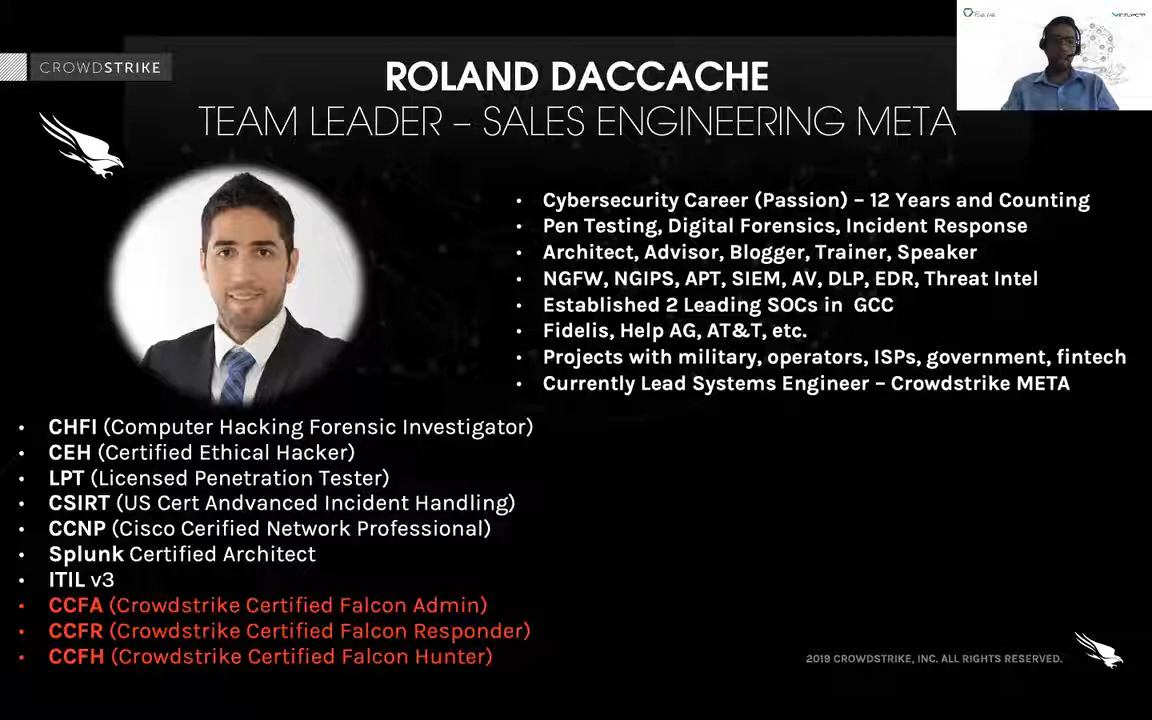 CROWDSTRIKE
ROLAND DACCACHE
TEAM LEADER – SALES ENGINEERING META
• Cybersecurity Career (Passion) – 12 Years and Counting
• Pen Testing, Digital Forensics, Incident Response
• Architect, Advisor, Blogger, Trainer, Speaker
• NGFW, NGIPS, APT, SIEM, AV, DLP, EDR, Threat Intel
• Established 2 Leading SOCs in GCC
• Fidelis, Help AG, AT&T, etc.
• Projects with military, operators, ISPs, government, fintech
• Currently Lead Systems Engineer – Crowdstrike META
• CHFI (Computer Hacking Forensic Investigator)
• CEH (Certified Ethical Hacker)
• LPT (Licensed Penetration Tester)
• CSIRT (US Cert Andvanced Incident Handling)
• CCNP (Cisco Cerified Network Professional)
• Splunk Certified Architect
• ITIL v3
• CCFA (Crowdstrike Certified Falcon Admin)
• CCFR (Crowdstrike Certified Falcon Responder)
• CCFH (Crowdstrike Certified Falcon Hunter)
2019 CROWDSTRIKE, INC. ALL RIGHTS RESERVED.